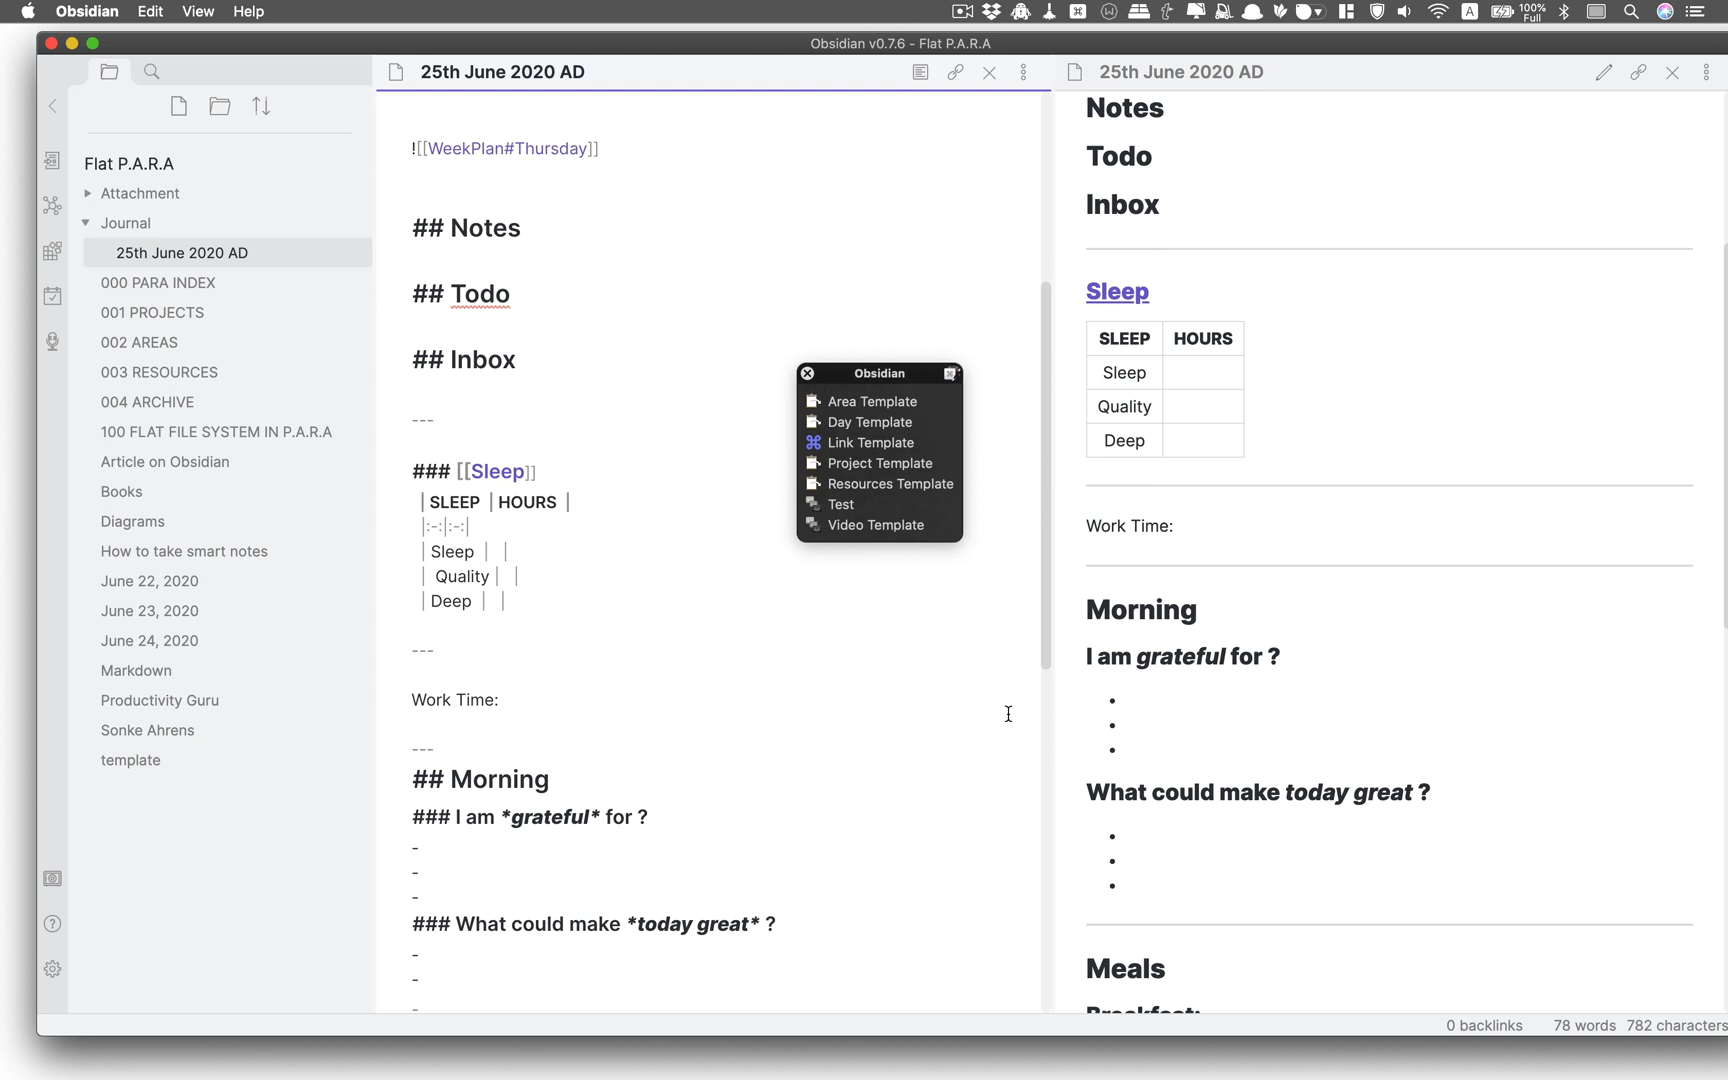 Obsidian Edit View Help
100%
Full
Obsidian v0.7.6 - Flat P.A.R.A
25th June 2020 AD
25th June 2020 AD
Flat P.A.R.A
Attachment
Journal
25th June 2020 AD
000 PARA INDEX
001 PROJECTS
002 AREAS
003 RESOURCES
004 ARCHIVE
100 FLAT FILE SYSTEM IN P.A.R.A
Article on Obsidian
Books
Diagrams
How to take smart notes
June 22, 2020
June 23, 2020
June 24, 2020
Markdown
Productivity Guru
Sonke Ahrens
template
![[WeekPlan#Thursday]]
## Notes
## Todo
## Inbox
---
### [[Sleep]]
| SLEEP | HOURS |
|:-:|:-:|
| Sleep | |
| Quality | |
| Deep | |
---
Work Time:
---
## Morning
### I am *grateful* for ?
-
-
-
### What could make *today great* ?
-
-
-
Obsidian
Area Template
Day Template
Link Template
Project Template
Resources Template
Test
Video Template
Notes
Todo
Inbox
Sleep
SLEEP HOURS
Sleep
Quality
Deep
Work Time:
Morning
I am grateful for ?
What could make today great ?
Meals
Breakfast:
0 backlinks 78 words 782 characters